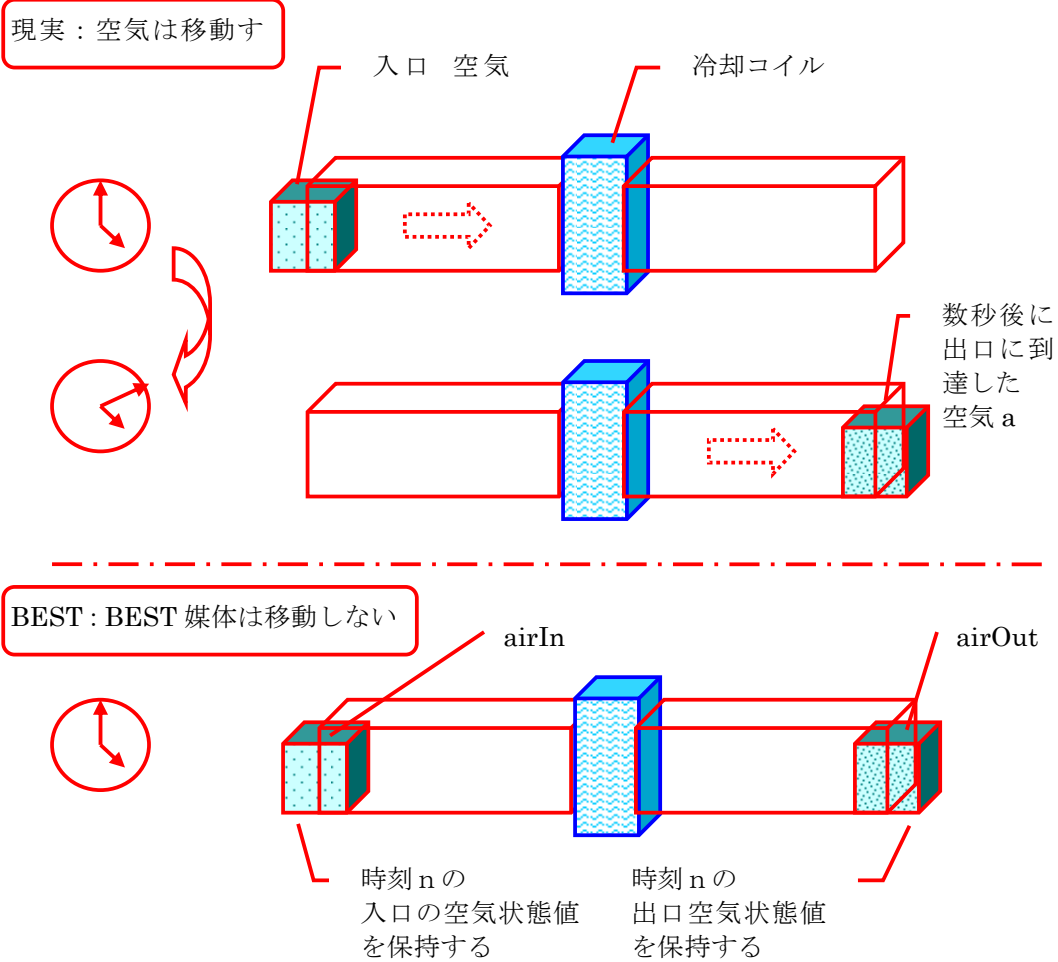 現実：空気は移動す
入口 空気
冷却コイル
数秒後に
出口に到
達した
空気 a
BEST : BEST 媒体は移動しない
airIn
airOut
時刻 n の
入口の空気状態値
を保持する
時刻 n の
出口空気状態値
を保持する